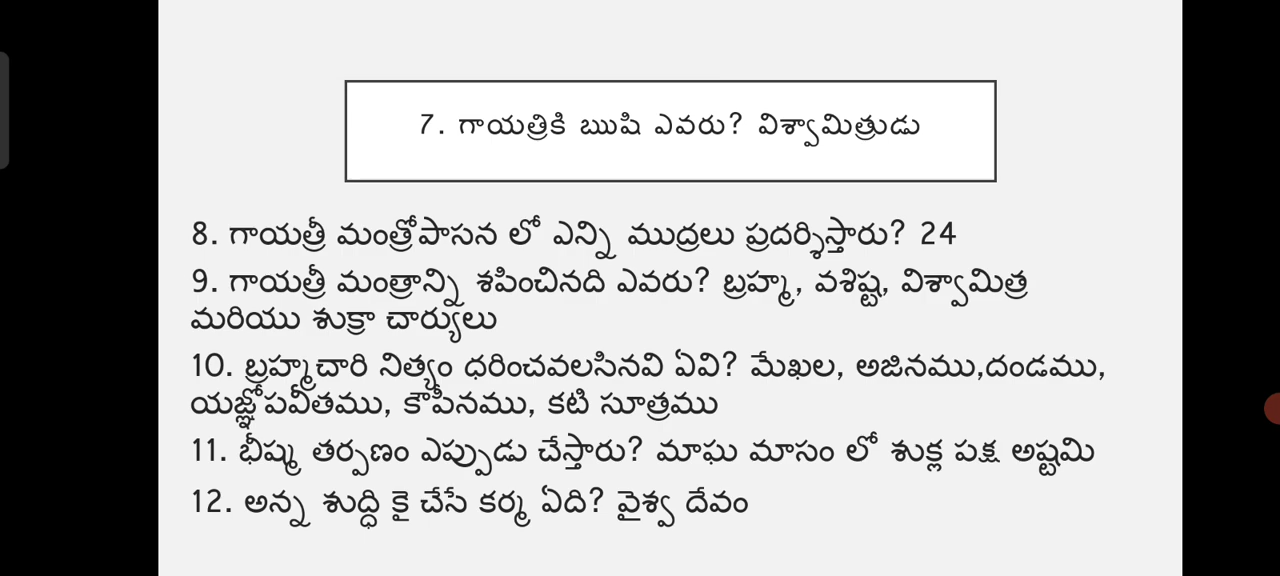 7. గాయత్రికి ఋషి ఎవరు? విశ్వామిత్రుడు
8. గాయత్రీ మంత్రోపాసన లో ఎన్ని ముద్రలు ప్రదర్శిస్తారు? 24
9. గాయత్రీ మంత్రాన్ని శపించినది ఎవరు? బ్రహ్మ, వశిష్ట, విశ్వామిత్ర
మరియు శుక్రా చార్యులు
10. బ్రహ్మచారి నిత్యం ధరించవలసినవి ఏవి? మేఖల, అజినము,దండము,
యజ్ఞోపవీతము, కౌపీనము, కటి సూత్రము
11. భీష్మ తర్పణం ఎప్పుడు చేస్తారు? మాఘ మాసం లో శుక్ల పక్ష అష్టమి
12. అన్న శుద్ధి కై చేసే కర్మ ఏది? వైశ్వ దేవం